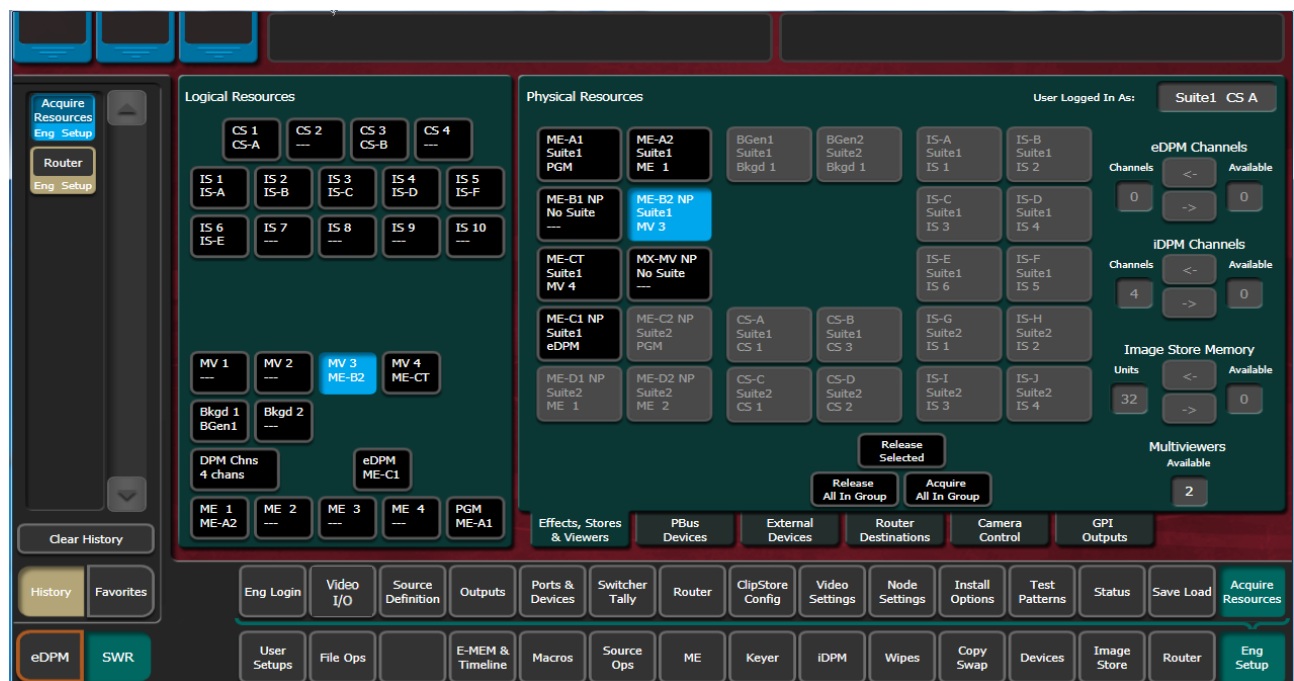 Acquire
Resources
Eng Setup
Router
Eng Setup
Clear History
History
Favorites
eDPM
SWR
Logical Resources
CS 1
CS-A
CS 2
---
CS 3
CS-B
CS 4
---
IS 1
IS-A
IS 2
IS-B
IS 3
IS-C
IS 4
IS-D
IS 5
IS-F
IS 6
IS-E
IS 7
---
IS 8
---
IS 9
---
IS 10
---
MV 1
---
MV 2
---
MV 3
ME-B2
MV 4
ME-CT
Bkgd 1
BGen1
Bkgd 2
---
DPM Chns
4 chans
eDPM
ME-C1
ME 1
ME-A2
ME 2
---
ME 3
---
ME 4
---
PGM
ME-A1
Physical Resources
User Logged In As:
Suite1 CS A
ME-A1
Suite1
PGM
ME-A2
Suite1
ME 1
BGen1
Suite1
Bkgd 1
BGen2
Suite2
Bkgd 1
IS-A
Suite1
IS 1
IS-B
Suite1
IS 2
ME-B1 NP
No Suite
---
ME-B2 NP
Suite1
MV 3
IS-C
Suite1
IS 3
IS-D
Suite1
IS 4
ME-CT
Suite1
MV 4
MX-MV NP
No Suite
---
IS-E
Suite1
IS 6
IS-F
Suite1
IS 5
ME-C1 NP
Suite1
eDPM
ME-C2 NP
Suite2
PGM
CS-A
Suite1
CS 1
CS-B
Suite1
CS 3
IS-G
Suite2
IS 1
IS-H
Suite2
IS 2
ME-D1 NP
Suite2
ME 1
ME-D2 NP
Suite2
ME 2
CS-C
Suite2
CS 1
CS-D
Suite2
CS 2
IS-I
Suite2
IS 3
IS-J
Suite2
IS 4
eDPM Channels
Channels
<-
Available
0
->
0
iDPM Channels
Channels
<-
Available
4
->
0
Image Store Memory
Units
<-
Available
32
->
0
Multiviewers
Available
2
Release
Selected
Release
All In Group
Acquire
All In Group
Effects, Stores
& Viewers
PBus
Devices
External
Devices
Router
Destinations
Camera
Control
GPI
Outputs
Eng Login
Video
I/O
Source
Definition
Outputs
Ports &
Devices
Switcher
Tally
Router
ClipStore
Config
Video
Settings
Node
Settings
Install
Options
Test
Patterns
Status
Save Load
Acquire
Resources
User
Setups
File Ops
E-MEM &
Timeline
Macros
Source
Ops
ME
Keyer
iDPM
Wipes
Copy
Swap
Devices
Image
Store
Router
Eng
Setup